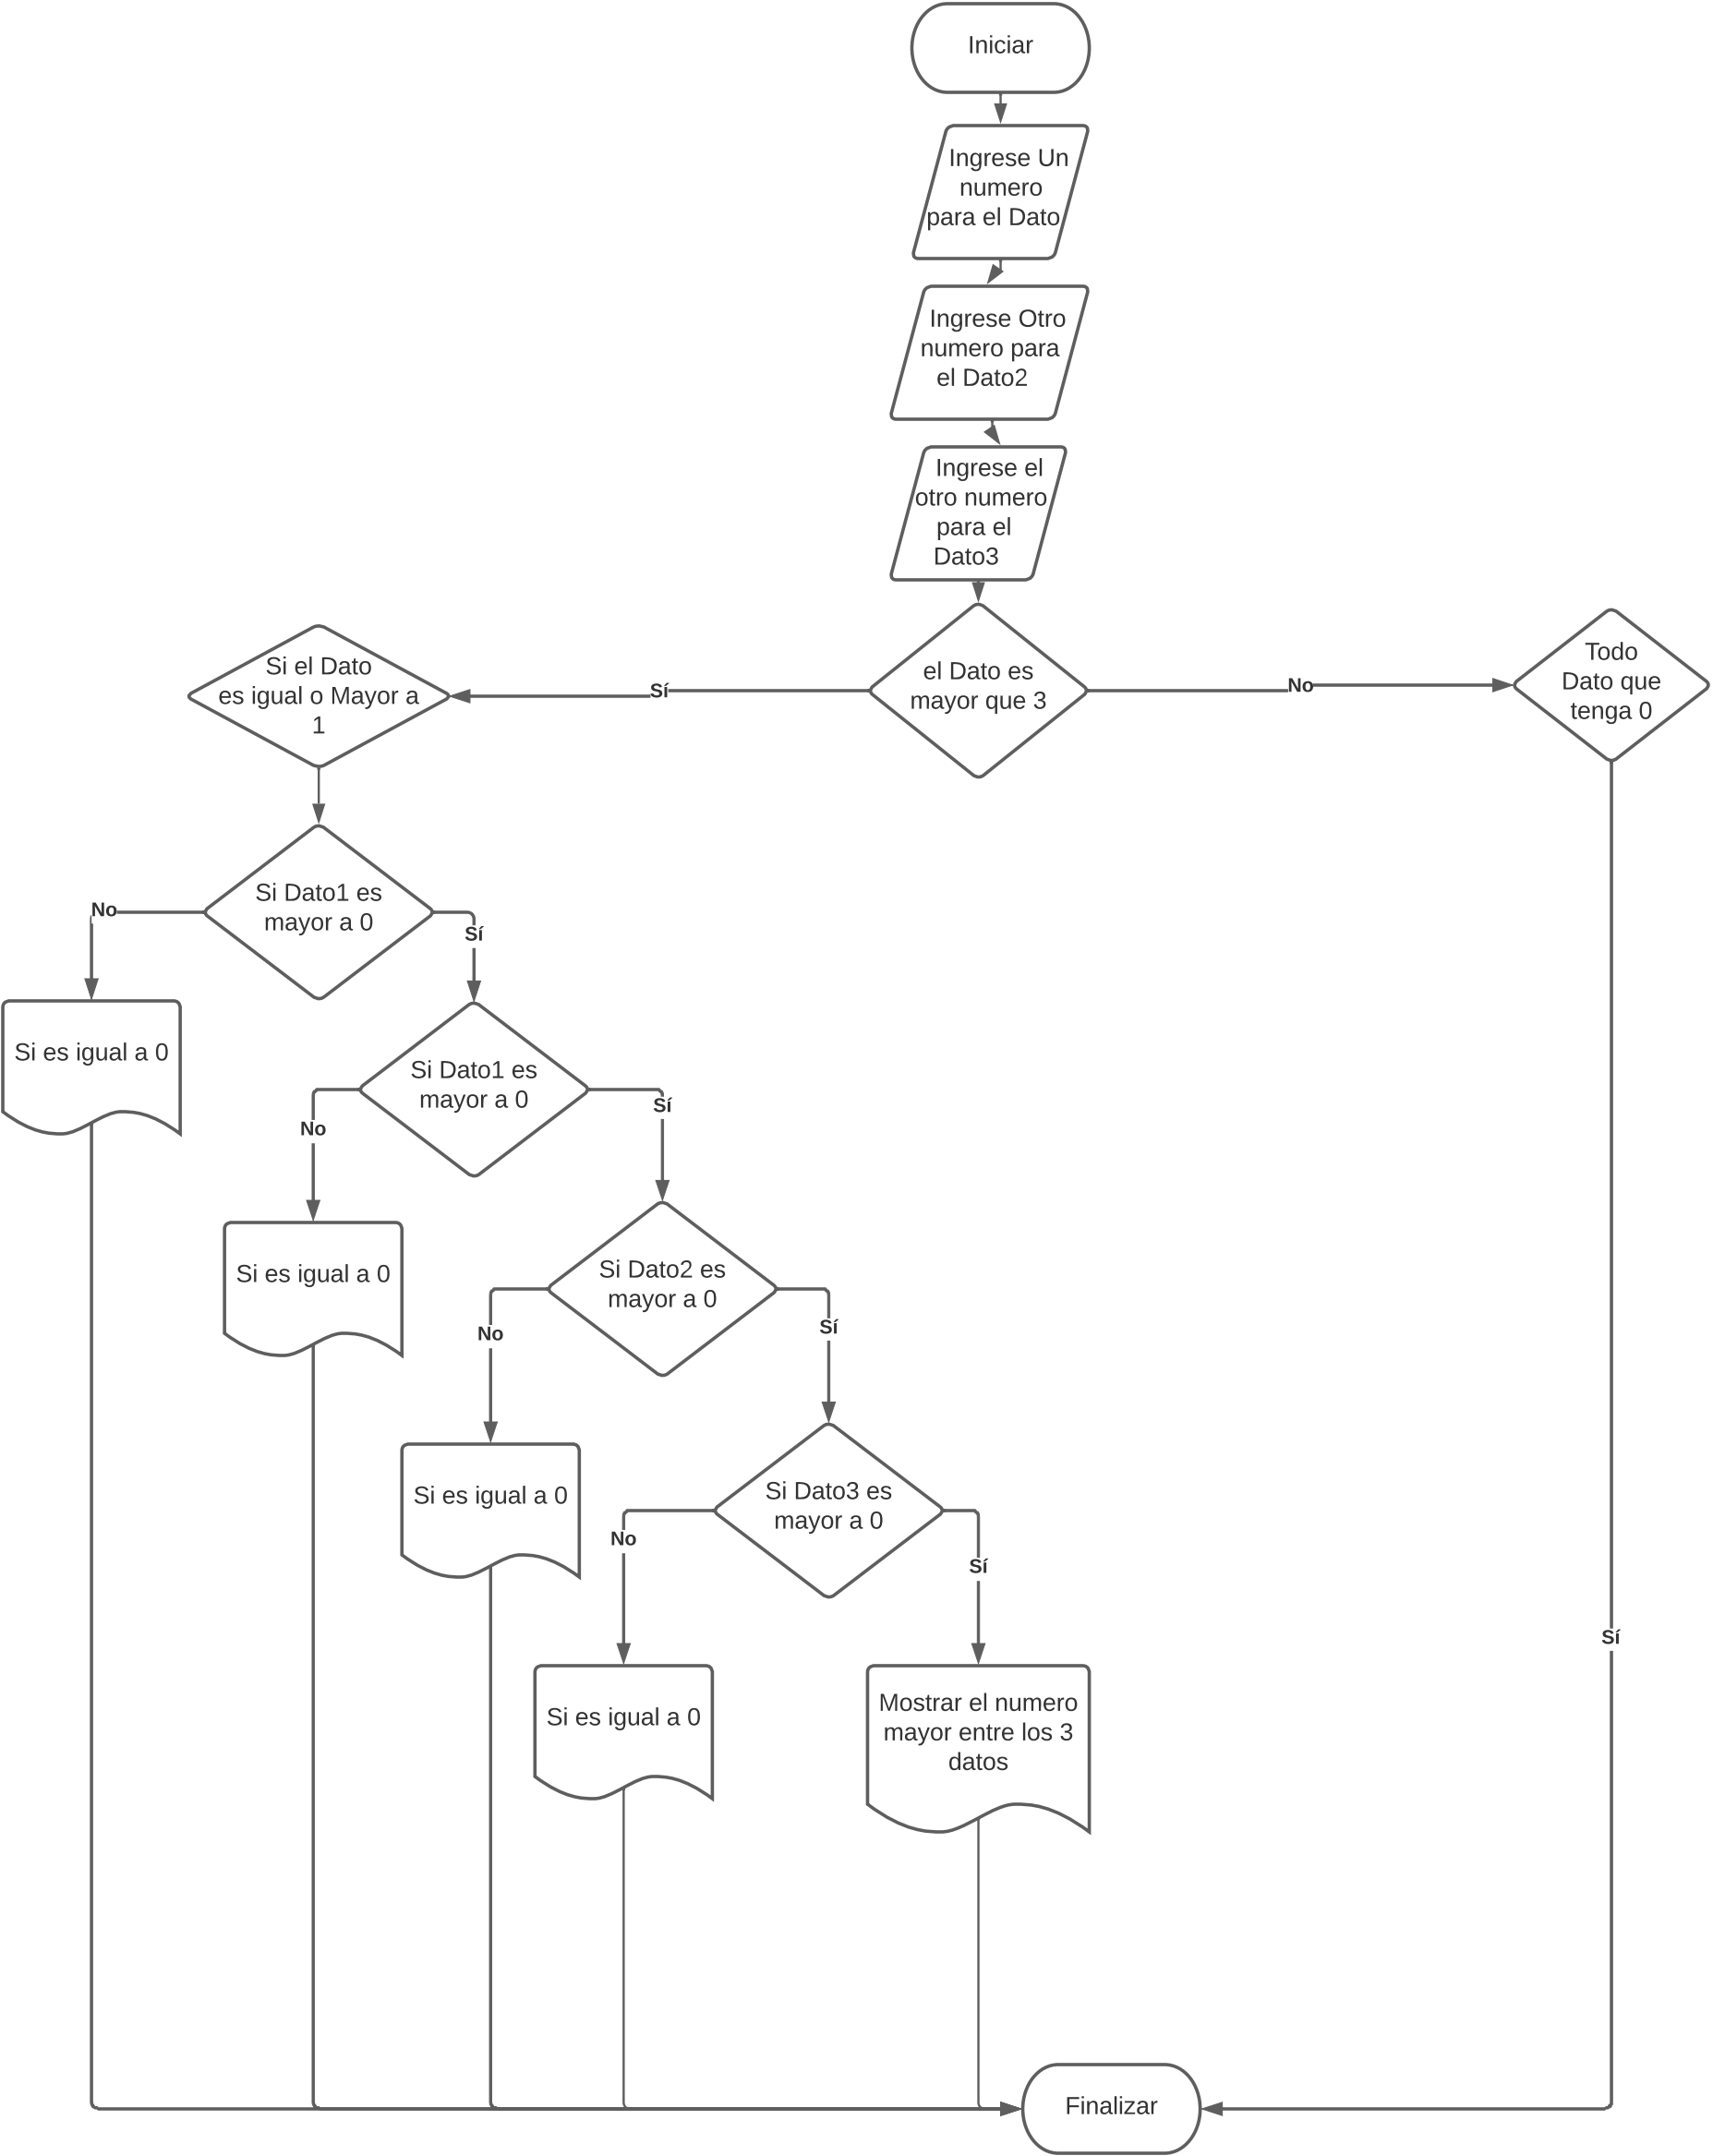 Iniciar
Ingrese Un
numero
para el Dato
Ingrese Otro
numero para
el Dato2
Ingrese el
otro numero
para el
Dato3
el Dato es
mayor que 3
Sí
No
Si el Dato
es igual o Mayor a
1
Todo
Dato que
tenga 0
Si Dato1 es
mayor a 0
No
Sí
Si es igual a 0
Si Dato1 es
mayor a 0
No
Sí
Si es igual a 0
Si Dato2 es
mayor a 0
No
Sí
Si es igual a 0
Si Dato3 es
mayor a 0
No
Sí
Si es igual a 0
Mostrar el numero
mayor entre los 3
datos
Sí
Finalizar